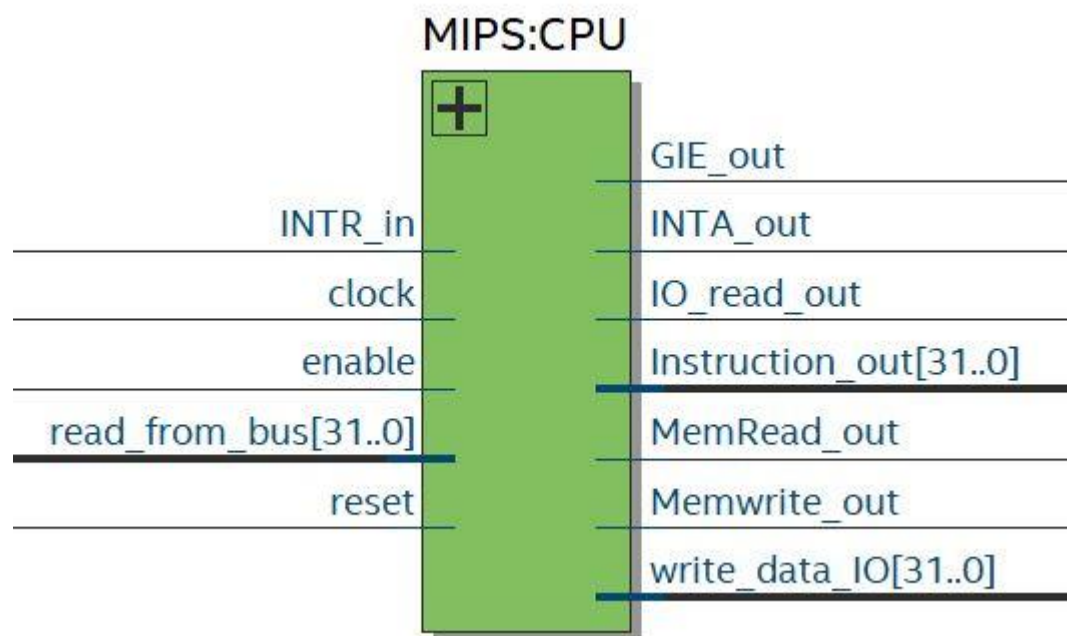 MIPS:CPU
INTR_in
clock
enable
read_from_bus[31..0]
reset
GIE_out
INTA_out
IO_read_out
Instruction_out[31..0]
MemRead_out
Memwrite_out
write_data_IO[31..0]